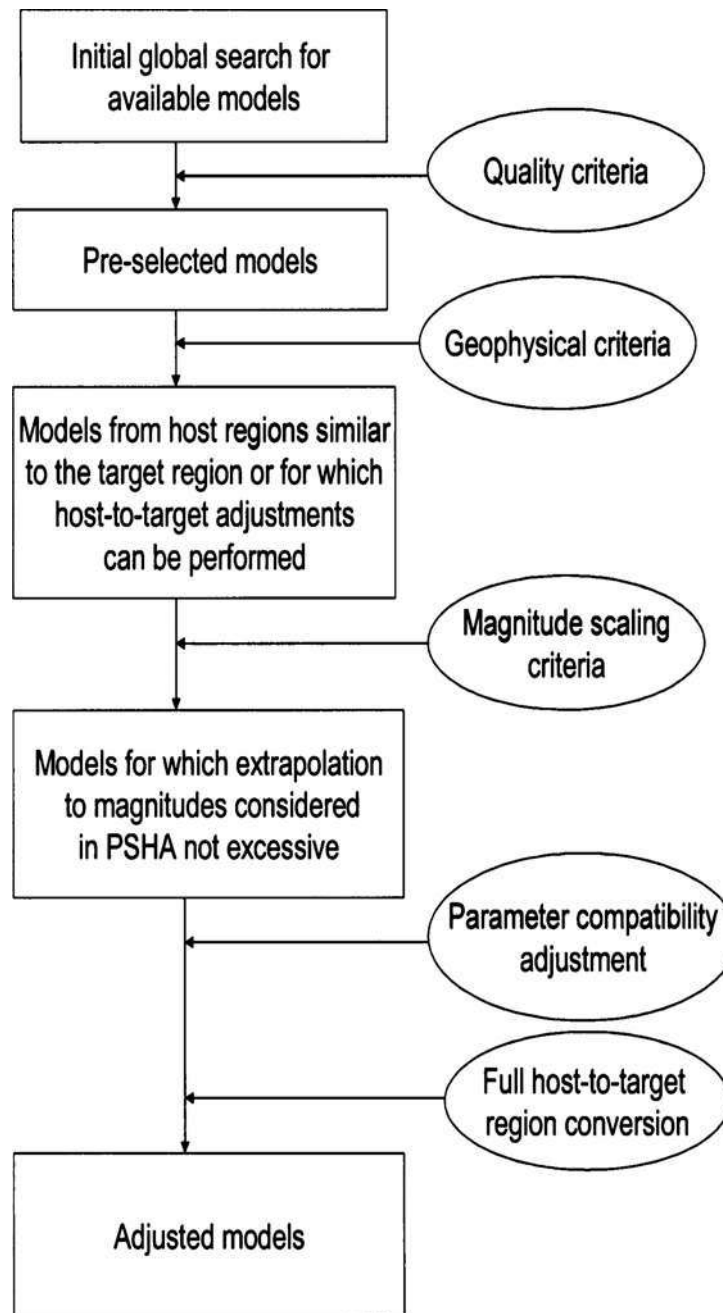 Initial global search for
available models
Quality criteria
Pre-selected models
Geophysical criteria
Models from host regions similar
to the target region or for which
host-to-target adjustments
can be performed
Magnitude scaling
criteria
Models for which extrapolation
to magnitudes considered
in PSHA not excessive
Parameter compatibility
adjustment
Full host-to-target
region conversion
Adjusted models